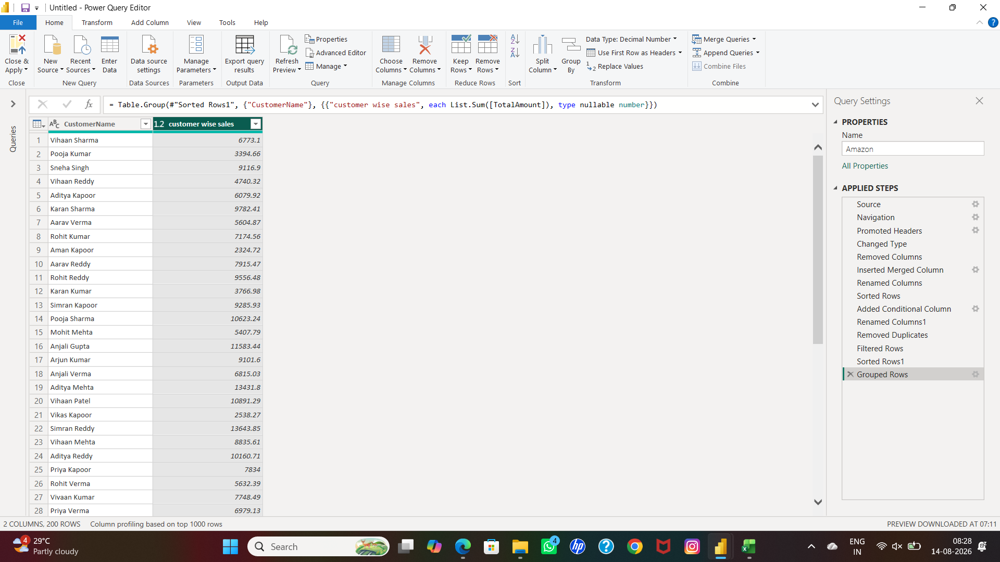 Untitled - Power Query Editor
File Home Transform Add Column View Tools Help
Close & Apply
Close
New Source
Recent Sources
Enter Data
New Query
Data source settings
Data Sources
Manage Parameters
Parameters
Export query results
Output Data
Refresh Preview
Properties
Advanced Editor
Manage
Query
Choose Columns
Remove Columns
Manage Columns
Keep Rows
Remove Rows
Reduce Rows
Sort
Split Column
Group By
Data Type: Decimal Number
Use First Row as Headers
Replace Values
Transform
Merge Queries
Append Queries
Combine Files
Combine
Queries
fx = Table.Group(#"Sorted Rows1", {"CustomerName"}, {{"customer wise sales", each List.Sum([TotalAmount]), type nullable number}})
ABC CustomerName 1.2 customer wise sales
1 Vihaan Sharma 6773.1
2 Pooja Kumar 3394.66
3 Sneha Singh 9116.9
4 Vihaan Reddy 4740.32
5 Aditya Kapoor 6079.92
6 Karan Sharma 9782.41
7 Aarav Verma 5604.87
8 Rohit Kumar 7174.56
9 Aman Kapoor 2324.72
10 Aarav Reddy 7915.47
11 Rohit Reddy 9556.48
12 Karan Kumar 3766.98
13 Simran Kapoor 9285.93
14 Pooja Sharma 10623.24
15 Mohit Mehta 5407.79
16 Anjali Gupta 11583.44
17 Arjun Kumar 9101.6
18 Anjali Verma 6815.03
19 Aditya Mehta 13431.8
20 Vihaan Patel 10891.29
21 Vikas Kapoor 2538.27
22 Simran Reddy 13643.85
23 Vihaan Mehta 8835.61
24 Aditya Reddy 10160.71
25 Priya Kapoor 7834
26 Rohit Verma 5632.39
27 Vivaan Kumar 7748.49
28 Priya Verma 6979.13
Query Settings
PROPERTIES
Name
Amazon
All Properties
APPLIED STEPS
Source
Navigation
Promoted Headers
Changed Type
Removed Columns
Inserted Merged Column
Renamed Columns
Sorted Rows
Added Conditional Column
Renamed Columns1
Removed Duplicates
Filtered Rows
Sorted Rows1
Grouped Rows
2 COLUMNS, 200 ROWS Column profiling based on top 1000 rows
PREVIEW DOWNLOADED AT 07:11
4
29°C
Partly cloudy
Search
4
hp
ENG
IN
08:28
14-08-2026